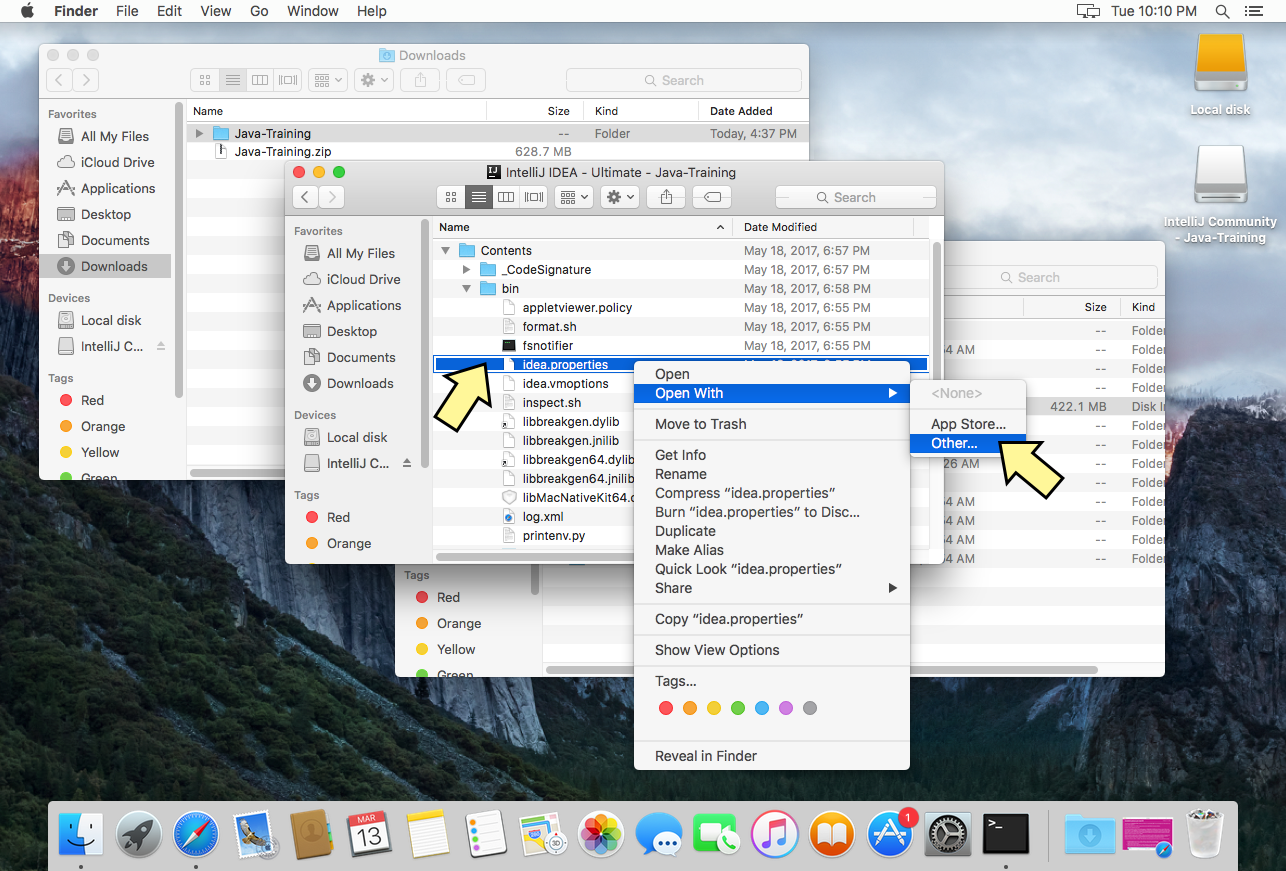 Finder File Edit View Go Window Help Tue 10:10 PM
Downloads
Search
Favorites
All My Files
iCloud Drive
Applications
Desktop
Documents
Downloads
Devices
Local disk
IntelliJ C...
Tags
Red
Orange
Yellow
Green
Name Size Kind Date Added
Java-Training -- Folder Today, 4:37 PM
Java-Training.zip 628.7 MB
IJ IntelliJ IDEA - Ultimate - Java-Training
Search
Favorites
All My Files
iCloud Drive
Applications
Desktop
Documents
Downloads
Devices
Local disk
IntelliJ C...
Tags
Red
Orange
Name Date Modified
Contents May 18, 2017, 6:57 PM
_CodeSignature May 18, 2017, 6:57 PM
bin May 18, 2017, 6:58 PM
appletviewer.policy May 18, 2017, 6:55 PM
format.sh May 18, 2017, 6:55 PM
fsnotifier May 18, 2017, 6:55 PM
idea.properties
idea.vmoptions
inspect.sh
libbreakgen.dylib
libbreakgen.jnilib
libbreakgen64.dylib
libbreakgen64.jnilib
libMacNativeKit64.d
log.xml
printenv.py
Open
Open With
Move to Trash
Get Info
Rename
Compress “idea.properties”
Burn “idea.properties” to Disc...
Duplicate
Make Alias
Quick Look “idea.properties”
Share
Copy “idea.properties”
Show View Options
Tags...
Reveal in Finder
<None>
App Store...
Other...
Search
Size Kind
-- Folder
54 AM -- Folder
-- Folder
-- Folder
422.1 MB Disk I
-- Folder
-- Folder
26 AM -- Folder
-- Folder
54 AM -- Folder
54 AM -- Folder
54 AM -- Folder
54 AM -- Folder
Tags
Red
Orange
Yellow
Green
Local disk
IntelliJ Community
- Java-Training
MAR
13
3D
1
>_